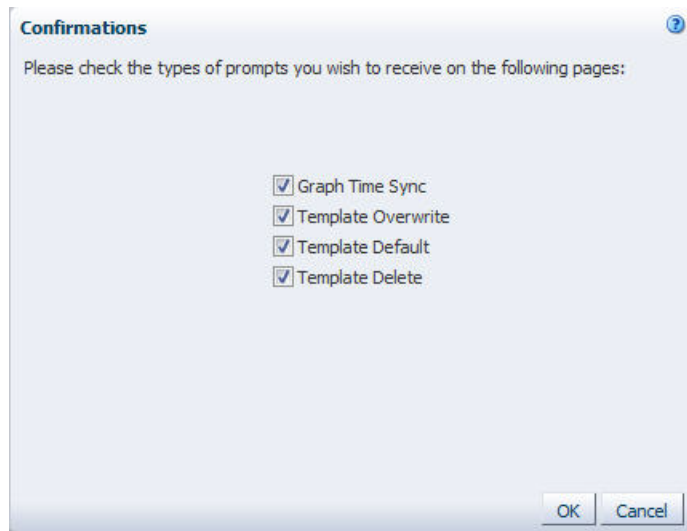 Confirmations
?
Please check the types of prompts you wish to receive on the following pages:
Graph Time Sync
Template Overwrite
Template Default
Template Delete
OK Cancel